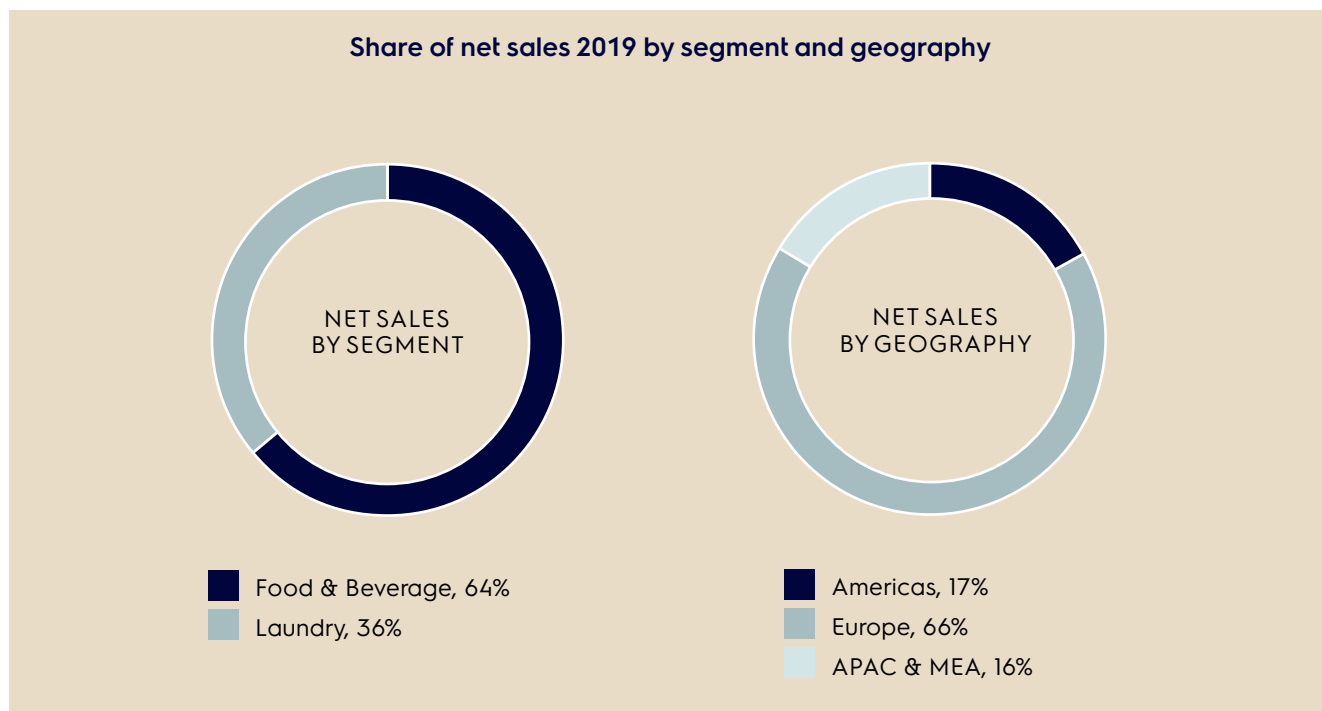 Share of net sales 2019 by segment and geography
NET SALES
BY SEGMENT
Food & Beverage, 64%
Laundry, 36%
NET SALES
BY GEOGRAPHY
Americas, 17%
Europe, 66%
APAC & MEA, 16%